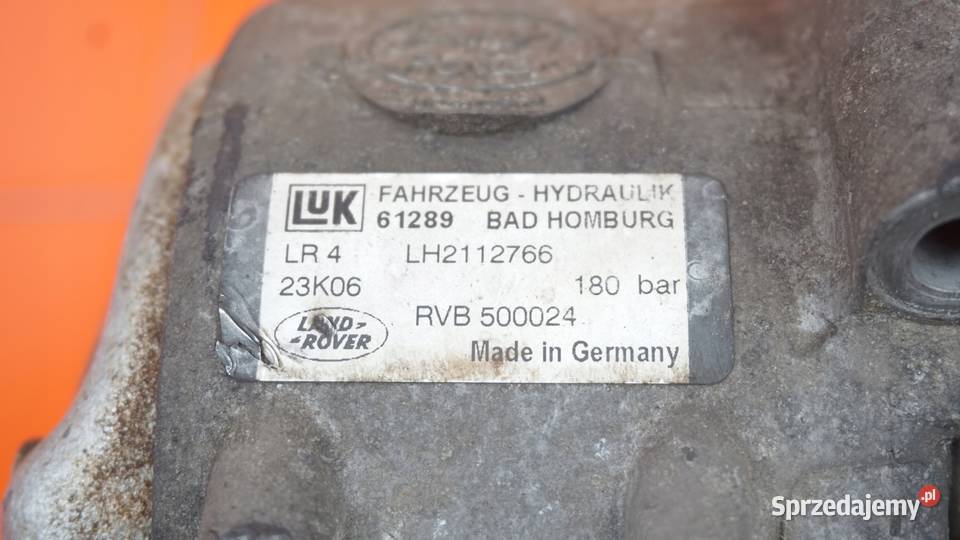 LUK FAHRZEUG - HYDRAULIK
61289 BAD HOMBURG
LR 4 LH2112766
23K06 180 bar
LAND-ROVER RVB 500024
Made in Germany
Sprzedajemy.pl